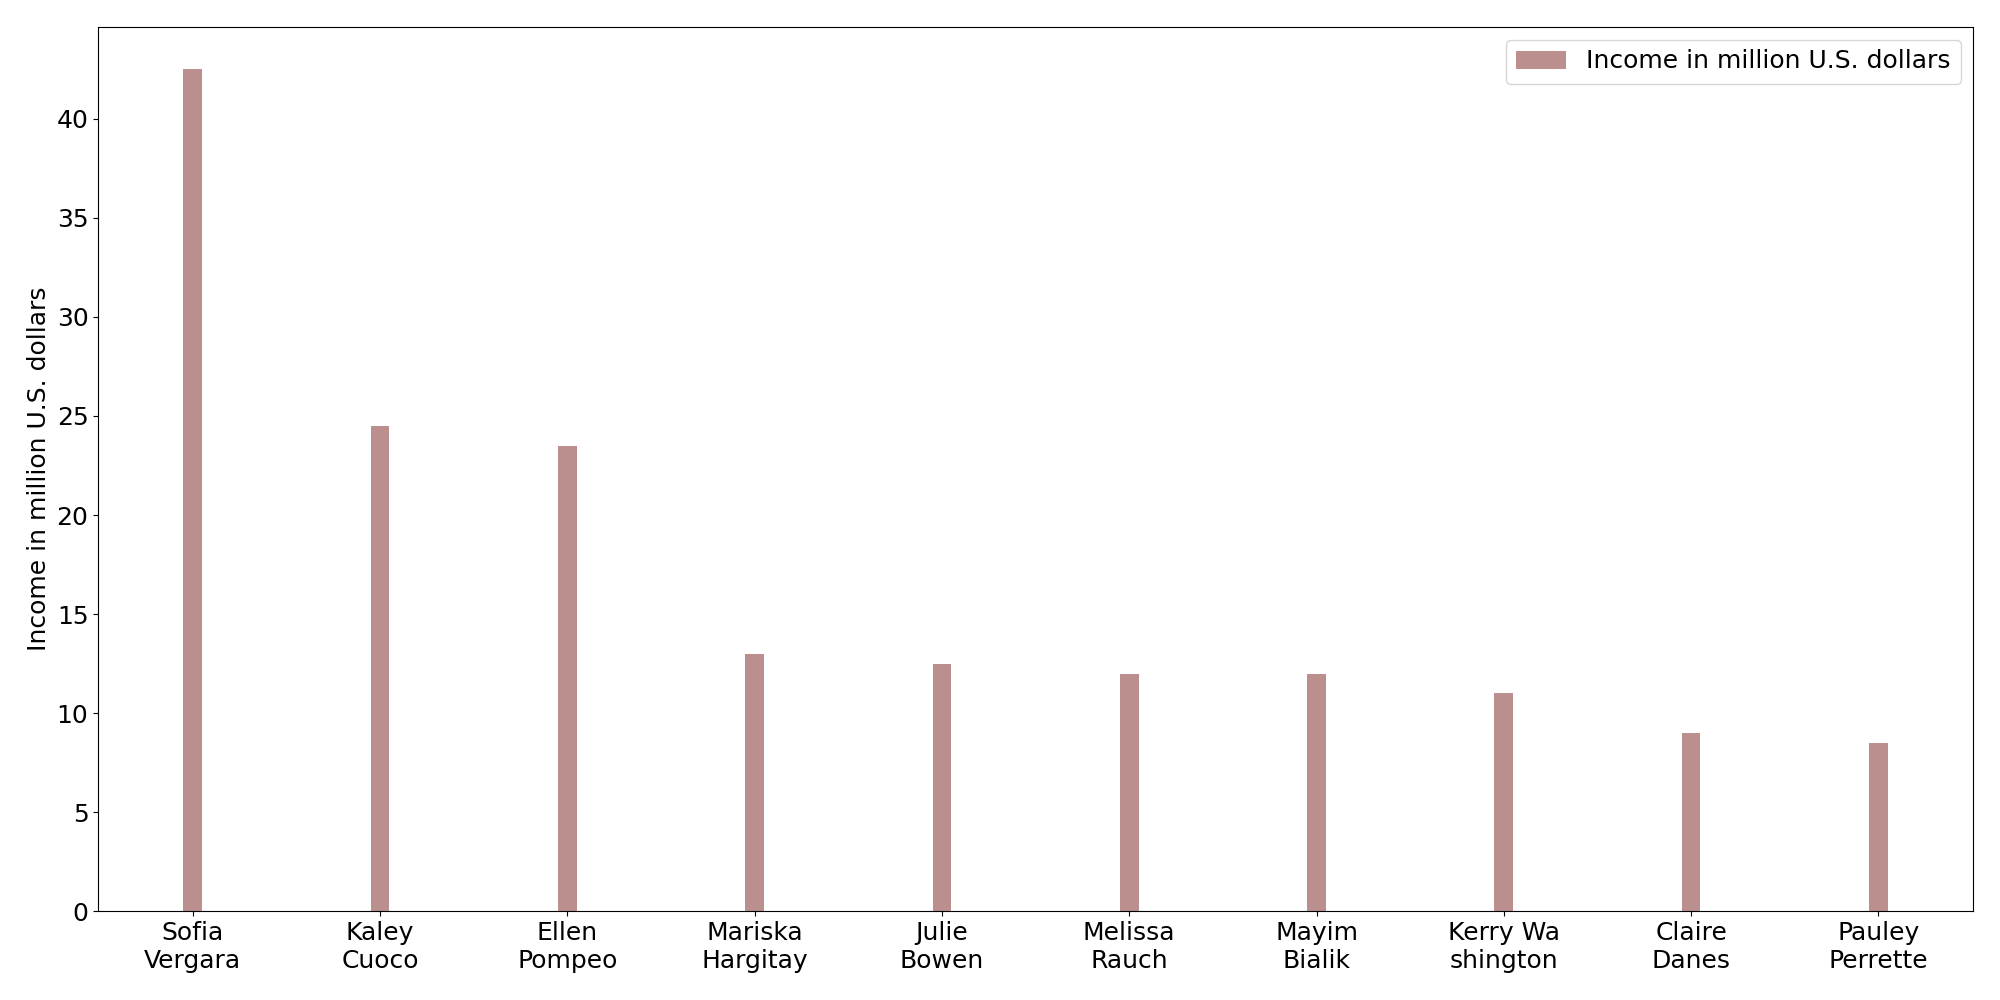 Income in million U.S. dollars
40
35
30
25
20
15
10
5
0
Income in million U.S. dollars
Sofia
Vergara
Kaley
Cuoco
Ellen
Pompeo
Mariska
Hargitay
Julie
Bowen
Melissa
Rauch
Mayim
Bialik
Kerry Wa
shington
Claire
Danes
Pauley
Perrette